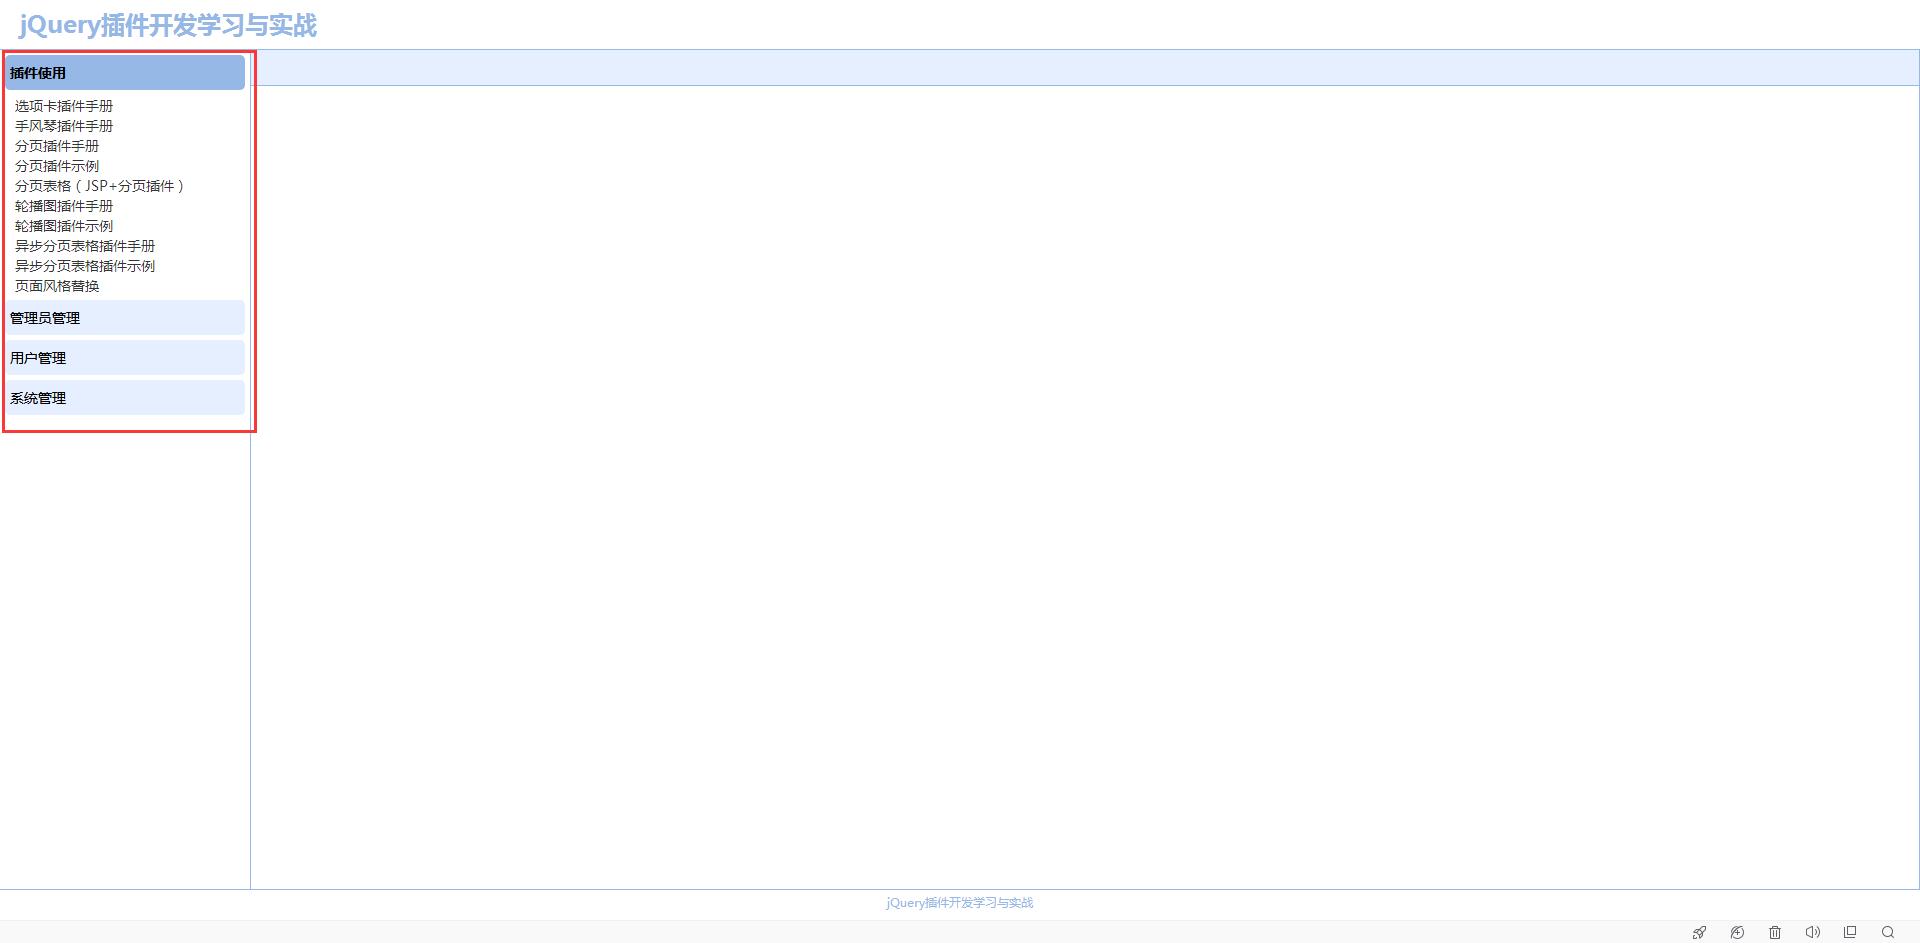 jQuery插件开发学习与实战
插件使用
选项卡插件手册
手风琴插件手册
分页插件手册
分页插件示例
分页表格（JSP+分页插件）
轮播图插件手册
轮播图插件示例
异步分页表格插件手册
异步分页表格插件示例
页面风格替换
管理员管理
用户管理
系统管理
jQuery插件开发学习与实战